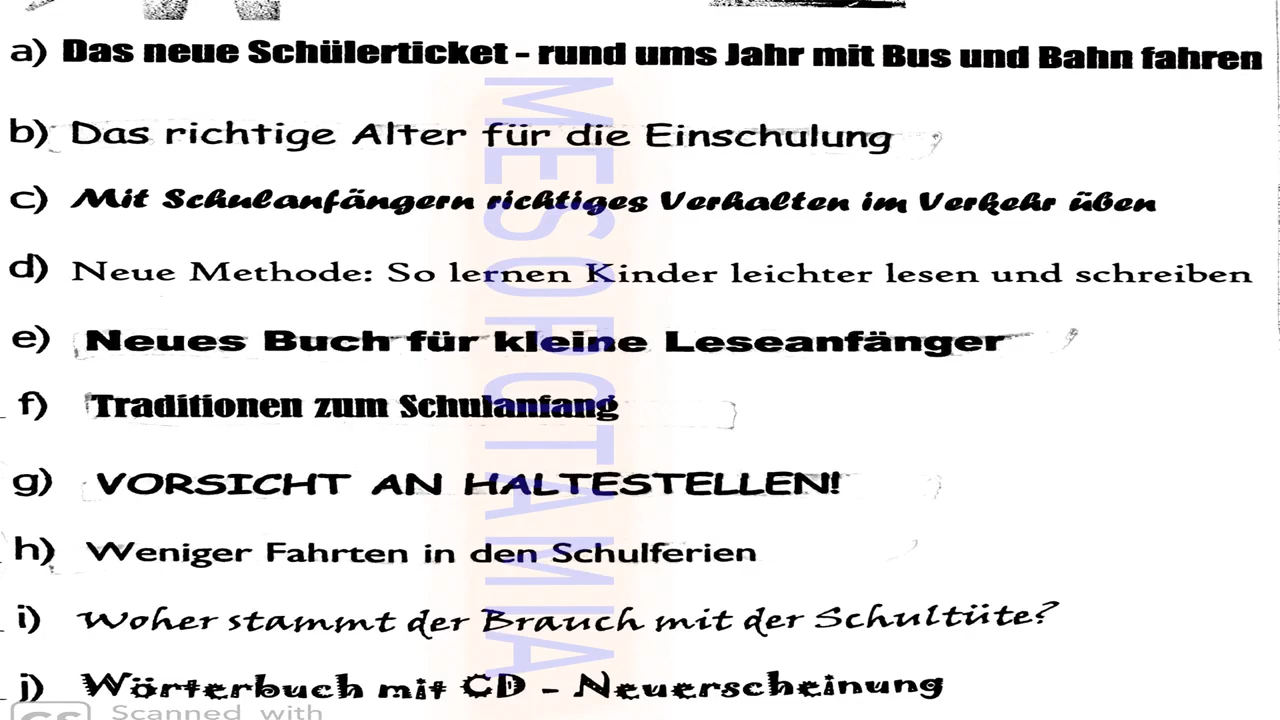 a) Das neue Schülerticket - rund ums Jahr mit Bus und Bahn fahren
b) Das richtige Alter für die Einschulung
c) Mit Schulanfängern richtiges Verhalten im Verkehr üben
d) Neue Methode: So lernen Kinder leichter lesen und schreiben
e) Neues Buch für kleine Leseanfänger
f) Traditionen zum Schulanfang
g) VORSICHT AN HALTESTELLEN!
h) Weniger Fahrten in den Schulferien
i) Woher stammt der Brauch mit der Schultüte?
j) Wörterbuch mit CD - Neuerscheinung
MESOPOTAMIA
CS Scanned with